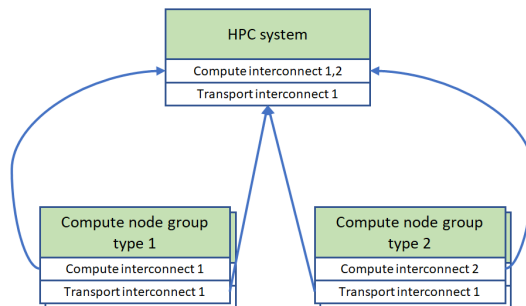 HPC system
Compute interconnect 1,2
Transport interconnect 1
Compute node group
type 1
Compute interconnect 1
Transport interconnect 1
Compute node group
type 2
Compute interconnect 2
Transport interconnect 1